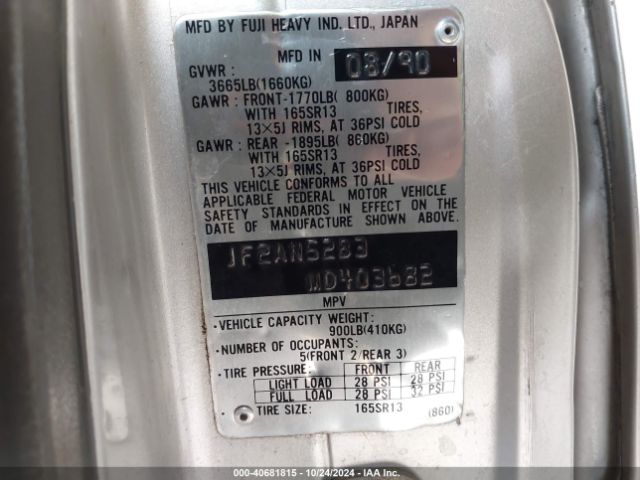 MFD BY FUJI HEAVY IND. LTD., JAPAN
MFD IN 08/90
GVWR :
3665LB(1660KG)
GAWR : FRONT-1770LB( 800KG)
WITH 165SR13 TIRES,
13×5J RIMS, AT 36PSI COLD
GAWR : REAR -1895LB( 860KG)
WITH 165SR13 TIRES,
13×5J RIMS, AT 36PSI COLD
THIS VEHICLE CONFORMS TO ALL
APPLICABLE FEDERAL MOTOR VEHICLE
SAFETY STANDARDS IN EFFECT ON THE
DATE OF MANUFACTURE SHOWN ABOVE.
JF2AN52B3
MD403682
MPV
·VEHICLE CAPACITY WEIGHT:
900LB(410KG)
·NUMBER OF OCCUPANTS:
5(FRONT 2/REAR 3)
·TIRE PRESSURE: FRONT REAR
LIGHT LOAD 28 PSI 28 PSI
FULL LOAD 28 PSI 32 PSI
·TIRE SIZE: 165SR13 (860)
000-40681815 - 10/24/2024 - IAA Inc.